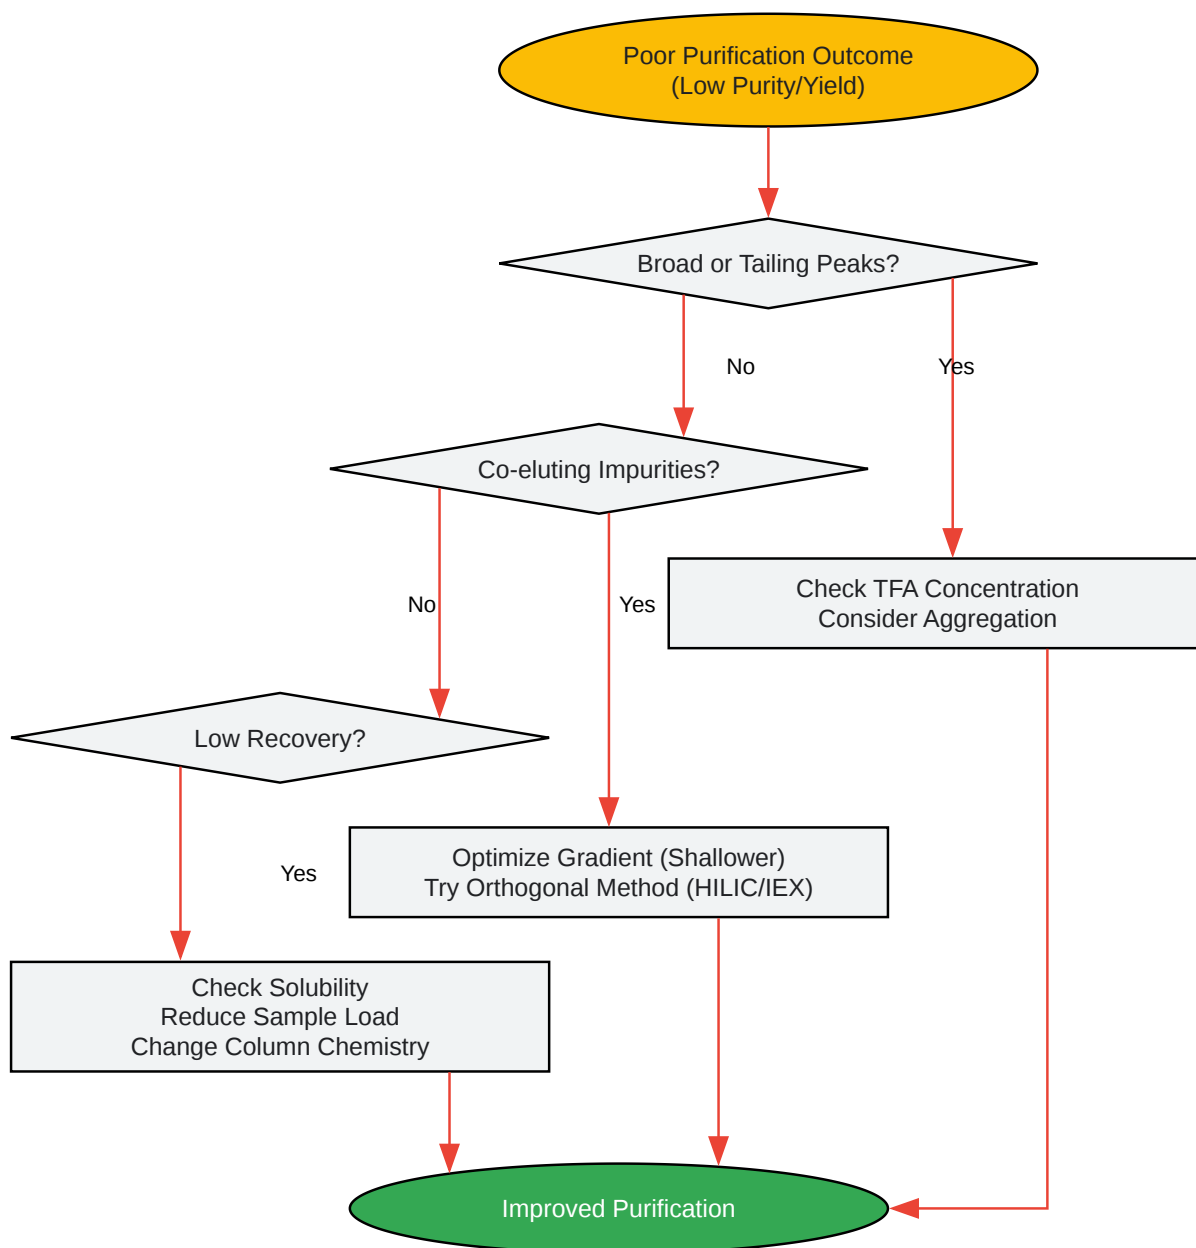 Poor Purification Outcome
(Low Purity/Yield)
Broad or Tailing Peaks?
No
Yes
Co-eluting Impurities?
Check TFA Concentration
Consider Aggregation
No
Yes
Low Recovery?
Optimize Gradient (Shallower)
Try Orthogonal Method (HILIC/IEX)
Yes
Check Solubility
Reduce Sample Load
Change Column Chemistry
Improved Purification